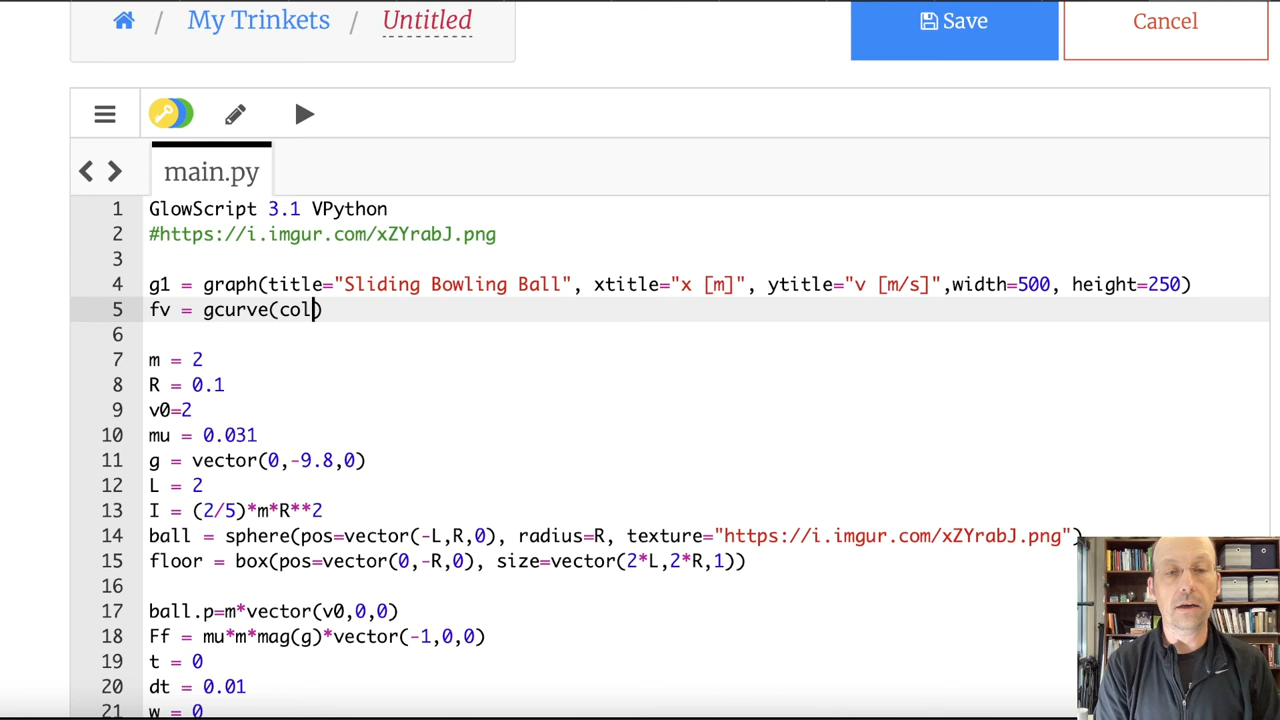 / My Trinkets / Untitled
Save
Cancel
main.py
1 GlowScript 3.1 VPython
2 #https://i.imgur.com/xZYrabJ.png
3
4 g1 = graph(title="Sliding Bowling Ball", xtitle="x [m]", ytitle="v [m/s]",width=500, height=250)
5 fv = gcurve(col)
6
7 m = 2
8 R = 0.1
9 v0=2
10 mu = 0.031
11 g = vector(0,-9.8,0)
12 L = 2
13 I = (2/5)*m*R**2
14 ball = sphere(pos=vector(-L,R,0), radius=R, texture="https://i.imgur.com/xZYrabJ.png")
15 floor = box(pos=vector(0,-R,0), size=vector(2*L,2*R,1))
16
17 ball.p=m*vector(v0,0,0)
18 Ff = mu*m*mag(g)*vector(-1,0,0)
19 t = 0
20 dt = 0.01
21 w = 0